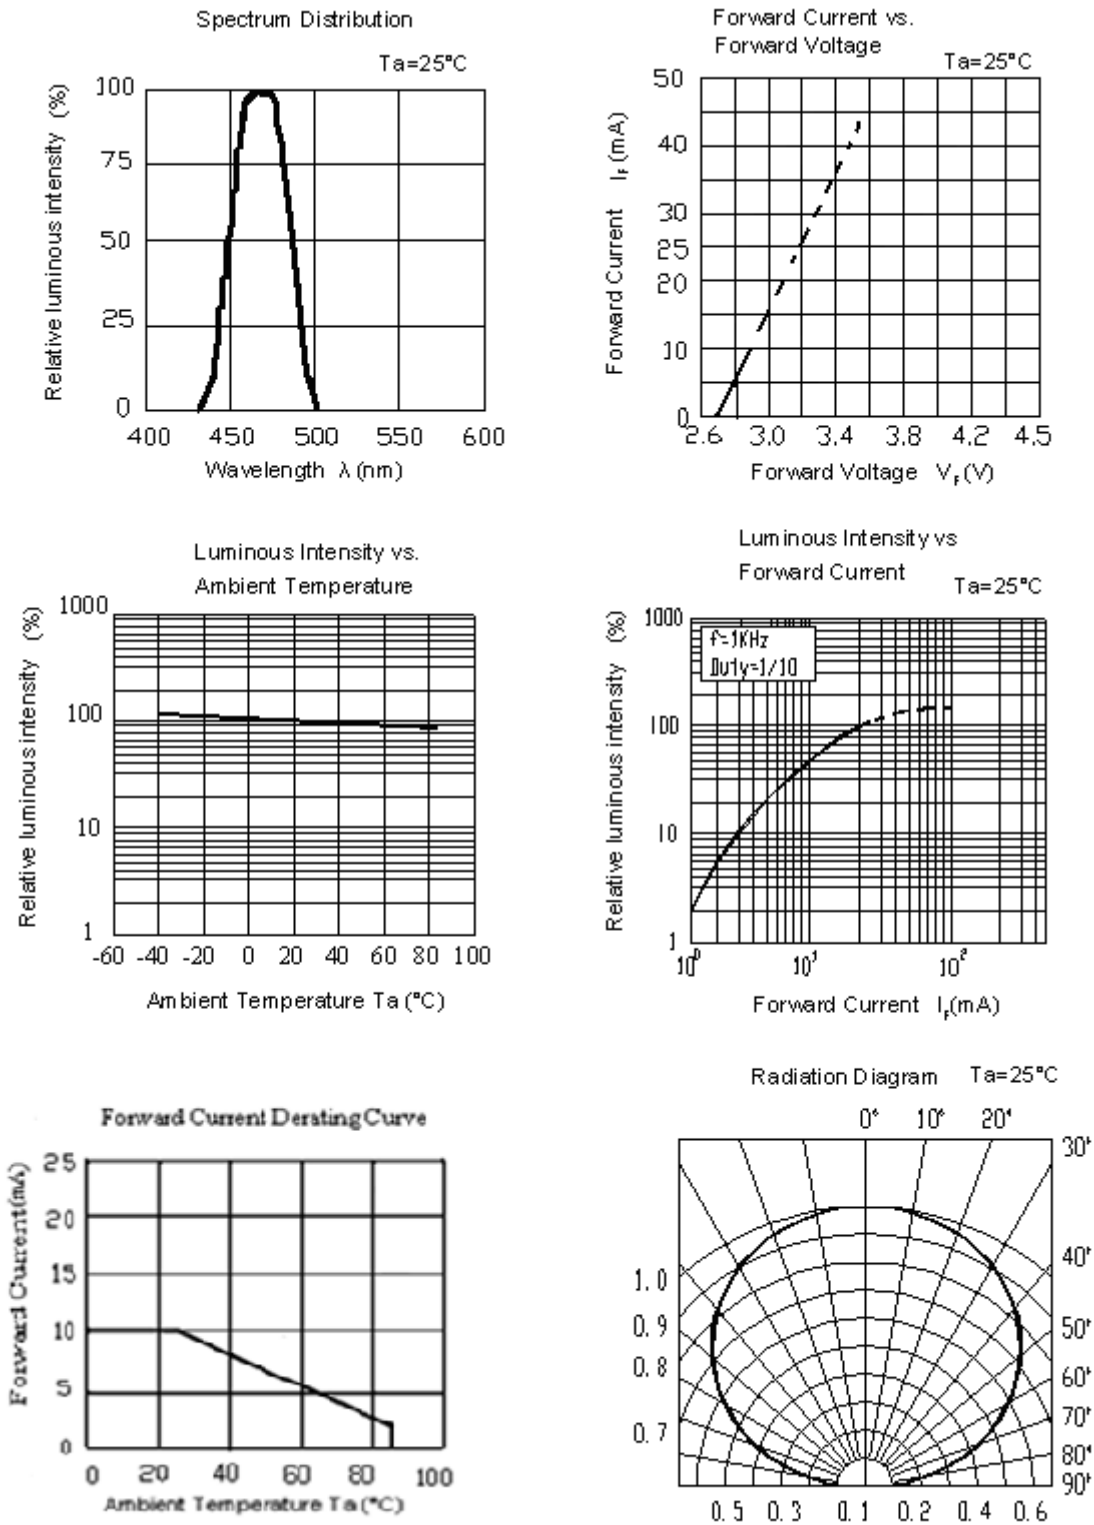 Spectrum Distribution
Ta=25°C
Relative luminous intensity (%)
100
75
50
25
0
400 450 500 550 600
Wavelength λ (nm)
Forward Current vs.
Forward Voltage
Ta=25°C
Forward Current IF (mA)
50
40
30
25
20
10
0
2.6 3.0 3.4 3.8 4.2 4.5
Forward Voltage VF (V)
Luminous Intensity vs.
Ambient Temperature
Relative luminous intensity (%)
1000
100
10
1
-60 -40 -20 0 20 40 60 80 100
Ambient Temperature Ta (°C)
Luminous Intensity vs
Forward Current
Ta=25°C
Relative luminous intensity (%)
f=1KHz
Duty=1/10
1000
100
10
1
10⁰ 10¹ 10²
Forward Current IF(mA)
Forward Current Derating Curve
Forward Current(mA)
25
20
15
10
5
0
0 20 40 60 80 100
Ambient Temperature Ta (°C)
Radiation Diagram Ta=25°C
0° 10° 20°
30°
40°
50°
60°
70°
80°
90°
1.0
0.9
0.8
0.7
0.5 0.3 0.1 0.2 0.4 0.6